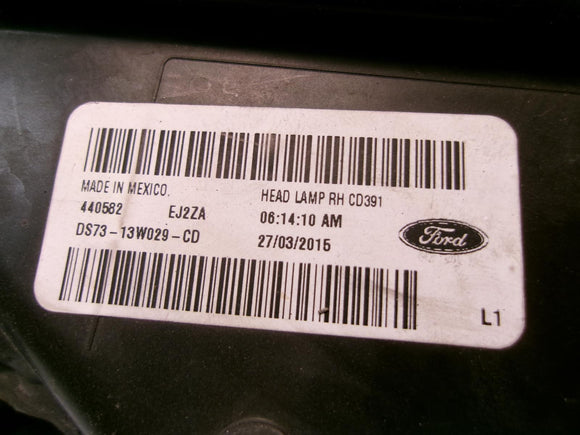 MADE IN MEXICO. HEAD LAMP RH CD391
440582 EJ2ZA 06:14:10 AM
DS73-13W029-CD 27/03/2015
Ford
L1